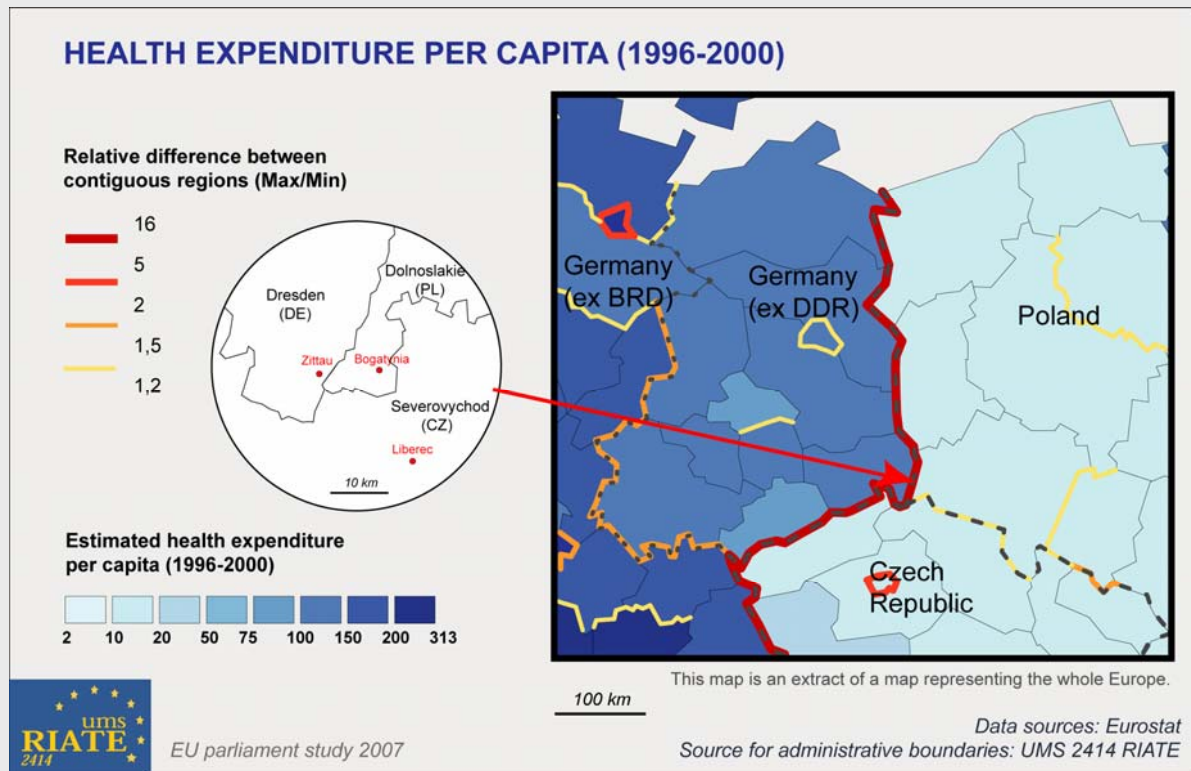 HEALTH EXPENDITURE PER CAPITA (1996-2000)
Relative difference between
contiguous regions (Max/Min)
16
5
2
1,5
1,2
Dolnoslakie
(PL)
Dresden
(DE)
Zittau
Bogatynia
Severovychod
(CZ)
Liberec
10 km
Germany
(ex BRD)
Germany
(ex DDR)
Poland
Czech
Republic
Estimated health expenditure
per capita (1996-2000)
2 10 20 50 75 100 150 200 313
This map is an extract of a map representing the whole Europe.
100 km
ums
RIATE
2414
EU parliament study 2007
Data sources: Eurostat
Source for administrative boundaries: UMS 2414 RIATE